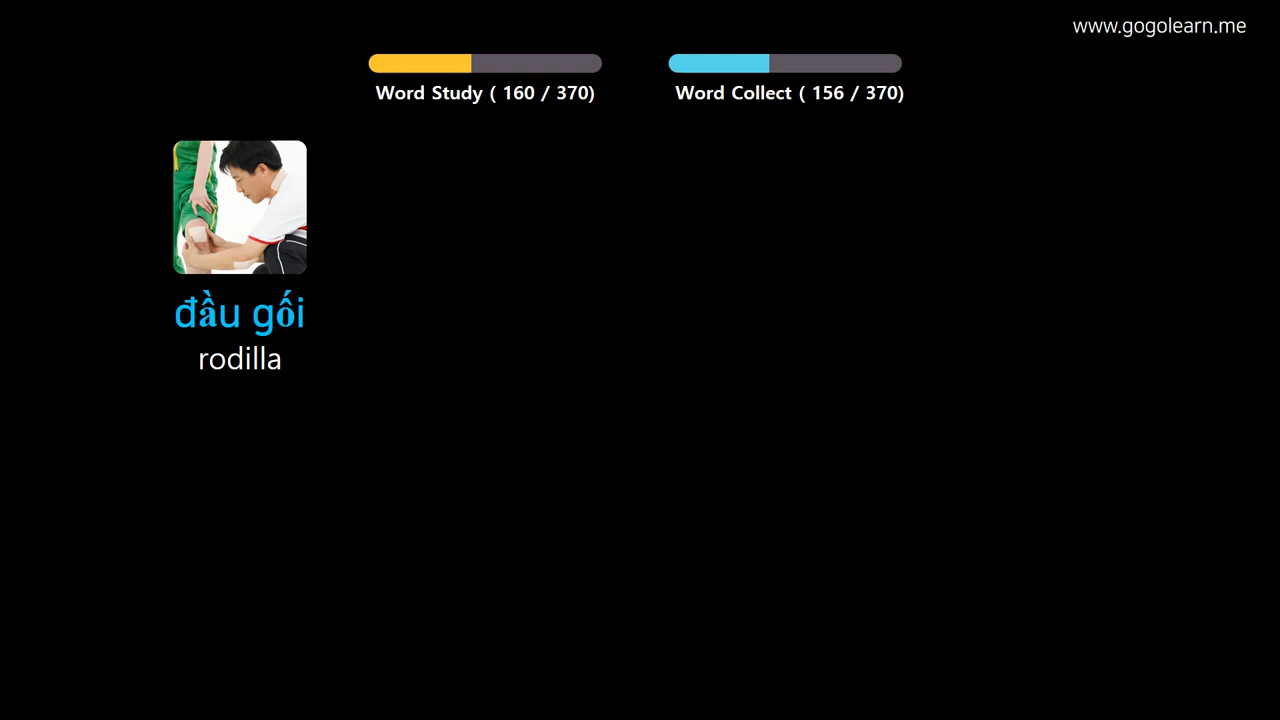 www.gogolearn.me
Word Study ( 160 / 370)
Word Collect ( 156 / 370)
đầu gối
rodilla